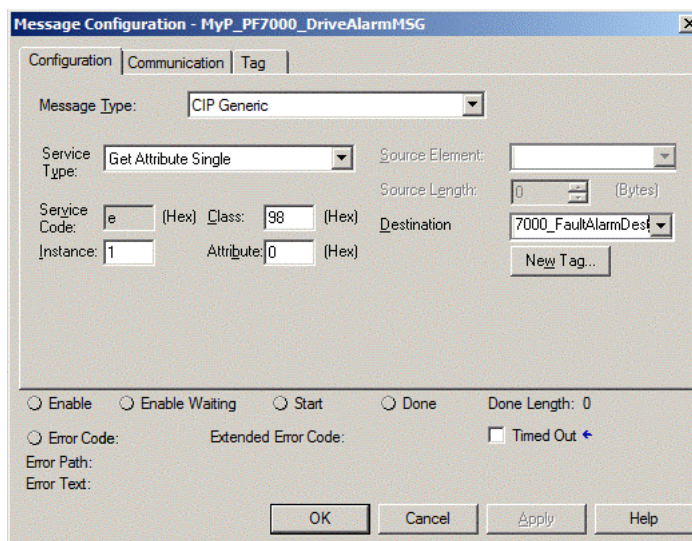 Message Configuration - MyP_PF7000_DriveAlarmMSG
Configuration Communication Tag
Message Type: CIP Generic
Service Type: Get Attribute Single
Source Element:
Source Length: 0 (Bytes)
Service Code: e (Hex) Class: 98 (Hex)
Destination 7000_FaultAlarmDest
Instance: 1 Attribute: 0 (Hex)
New Tag...
Enable Enable Waiting Start Done Done Length: 0
Error Code: Extended Error Code: Timed Out
Error Path:
Error Text:
OK Cancel Apply Help